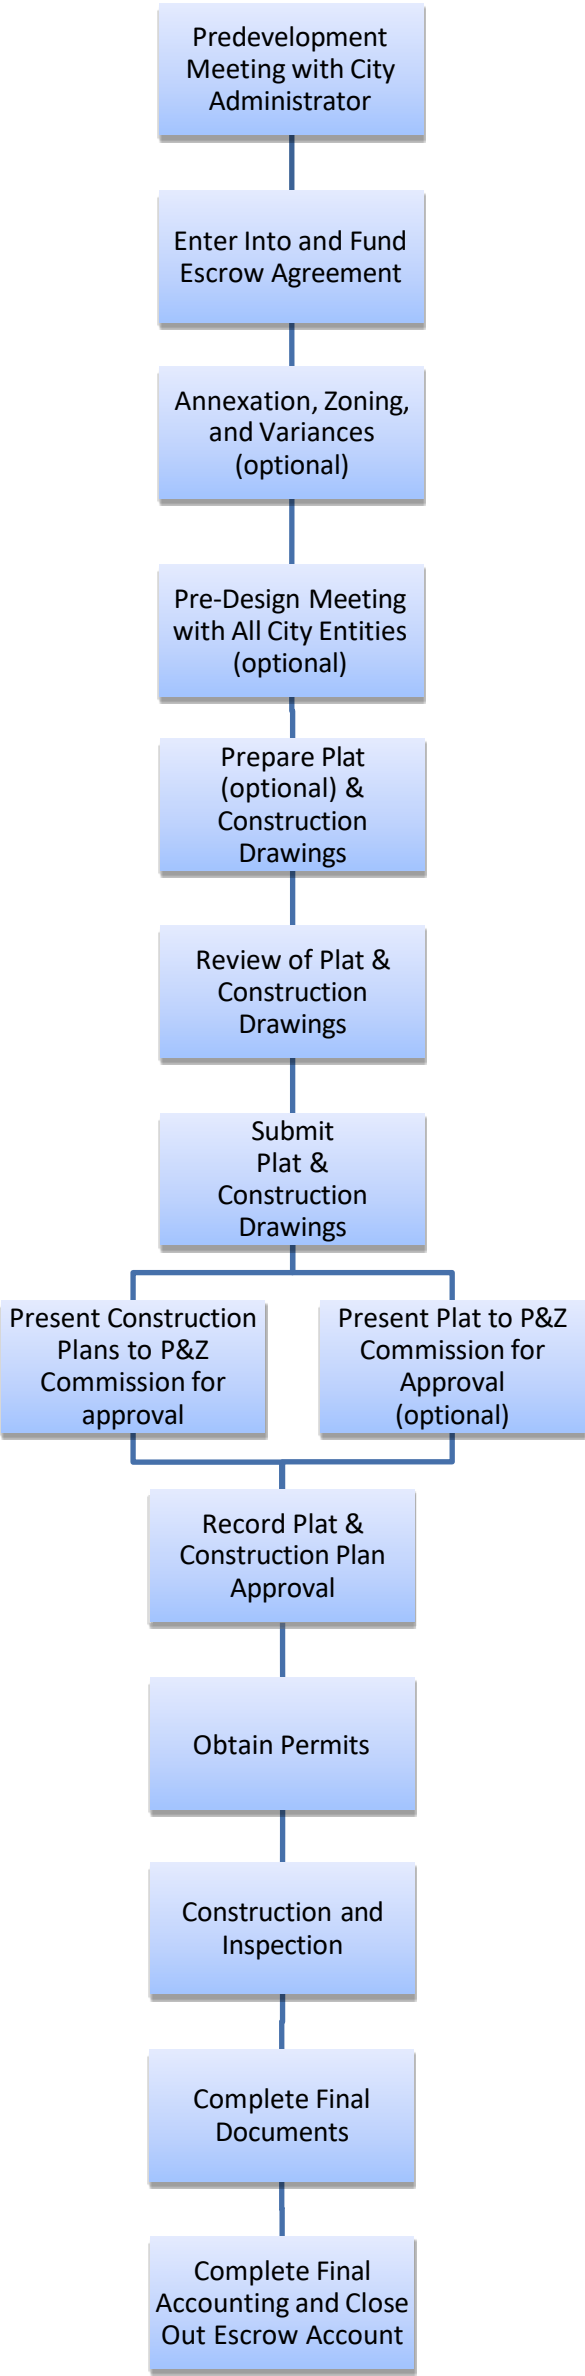 Predevelopment
Meeting with City
Administrator
Enter Into and Fund
Escrow Agreement
Annexation, Zoning,
and Variances
(optional)
Pre-Design Meeting
with All City Entities
(optional)
Prepare Plat
(optional) &
Construction
Drawings
Review of Plat &
Construction
Drawings
Submit
Plat &
Construction
Drawings
Present Construction
Plans to P&Z
Commission for
approval
Present Plat to P&Z
Commission for
Approval
(optional)
Record Plat &
Construction Plan
Approval
Obtain Permits
Construction and
Inspection
Complete Final
Documents
Complete Final
Accounting and Close
Out Escrow Account